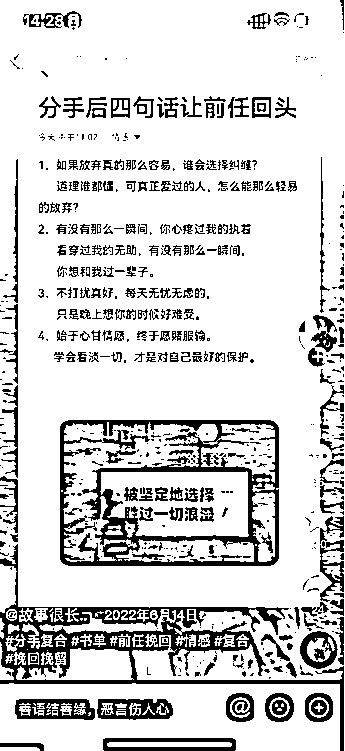 14:28
分手后四句话让前任回头
1、如果放弃真的那么容易，谁会选择纠缠？
道理谁都懂，可真正爱过的人，怎么能那么轻易
的放弃？
2、有没有那么一瞬间，你心疼过我的执着
看穿过我的无助，有没有那么一瞬间，
你想和我过一辈子。
3、不打扰真好，每天无忧无虑的，
只是晚上想你的时候好难受。
4、始于心甘情愿，终于愿赌服输。
学会看淡一切，才是对自己最好的保护。
被坚定地选择
胜过一切浪漫
@故事很长 · 2022年6月14日
#分手复合 #书单 #前任挽回 #情感 #复合
#挽回挽留
善语结善缘，恶言伤人心